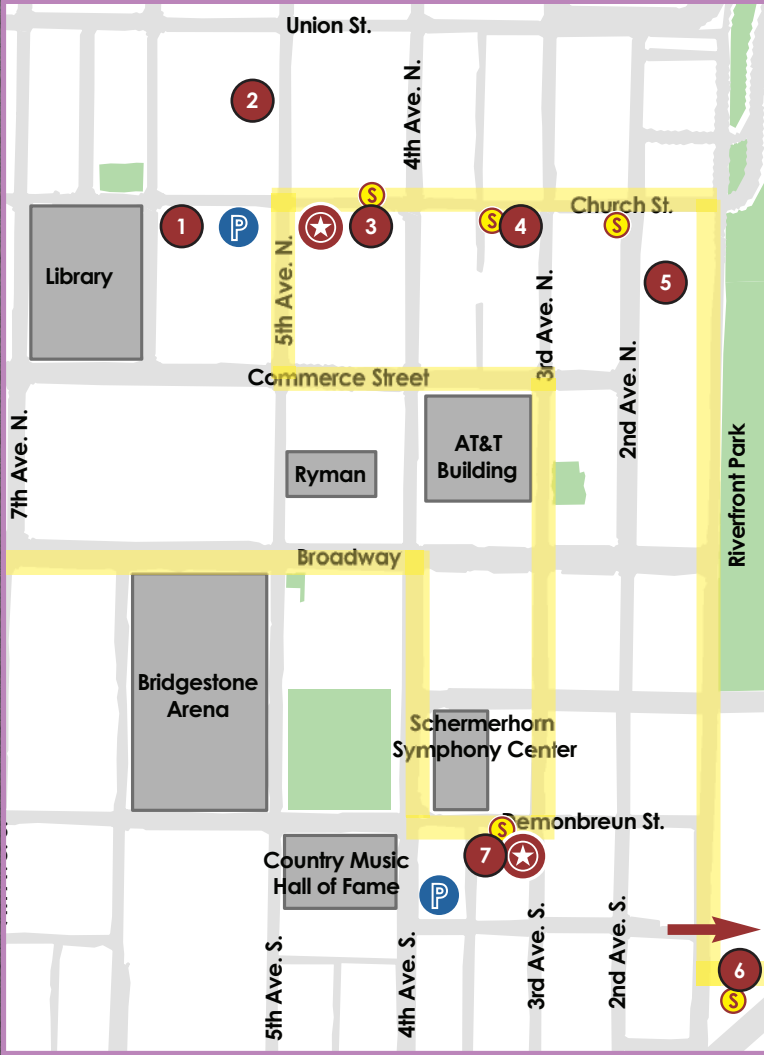 Union St.
4th Ave. N.
2
S
Church St.
1
P
3
S
4
S
5
5th Ave. N.
Library
3rd Ave. N.
Commerce Street
2nd Ave. N.
7th Ave. N.
AT&T
Building
Ryman
Riverfront Park
Broadway
Bridgestone
Arena
Schermerhorn
Symphony Center
S
Demonbreun St.
7
Country Music
Hall of Fame
P
5th Ave. S.
4th Ave. S.
3rd Ave. S.
2nd Ave. S.
6
S